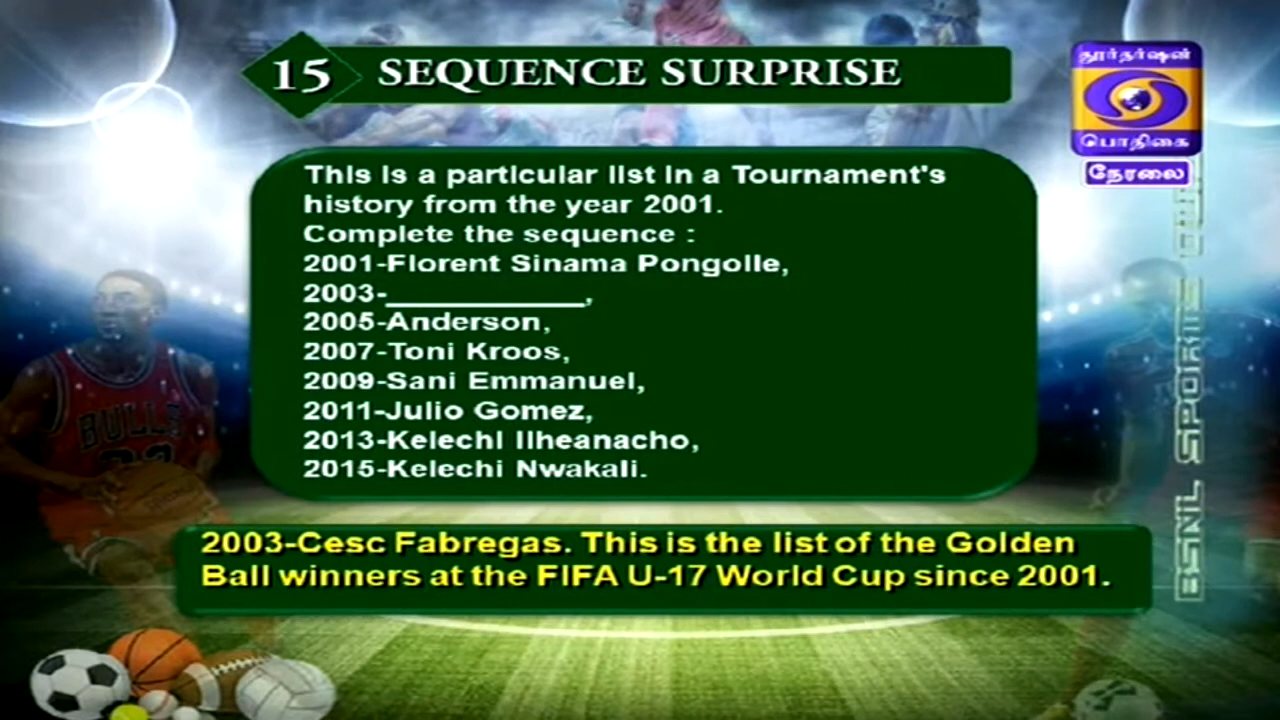 15 SEQUENCE SURPRISE
தூர்தர்ஷன்
பொதிகை
நேரலை
This is a particular list in a Tournament's
history from the year 2001.
Complete the sequence :
2001-Florent Sinama Pongolle,
2003-___________,
2005-Anderson,
2007-Toni Kroos,
2009-Sani Emmanuel,
2011-Julio Gomez,
2013-Kelechi Ilheanacho,
2015-Kelechi Nwakali.
2003-Cesc Fabregas. This is the list of the Golden
Ball winners at the FIFA U-17 World Cup since 2001.
BSNL SPORTS QUIZ
BULLS